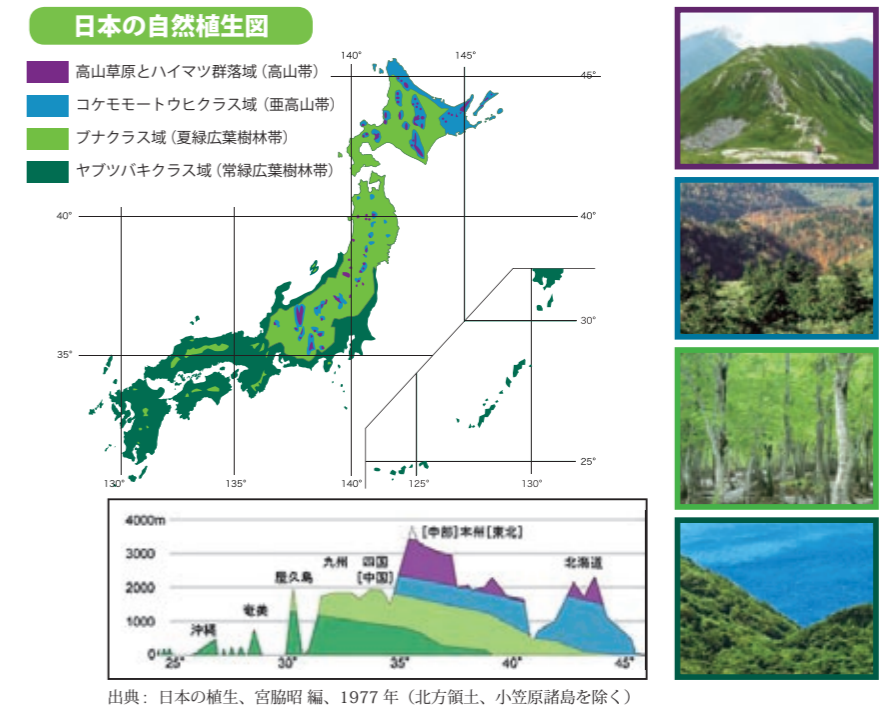 日本の自然植生図
高山草原とハイマツ群落域（高山帯）
コケモモートウヒクラス域（亜高山帯）
ブナクラス域（夏緑広葉樹林帯）
ヤブツバキクラス域（常緑広葉樹林帯）
140° 145°
45°
40° 40°
30°
35°
25°
130° 135° 140° 125° 130°
4000m
3000
2000
1000
0
[中部]本州[東北]
九州 四国 北海道
[中国]
屋久島
奄美
沖縄
25° 30° 35° 40° 45°
出典：日本の植生、宮脇昭 編、1977 年（北方領土、小笠原諸島を除く）